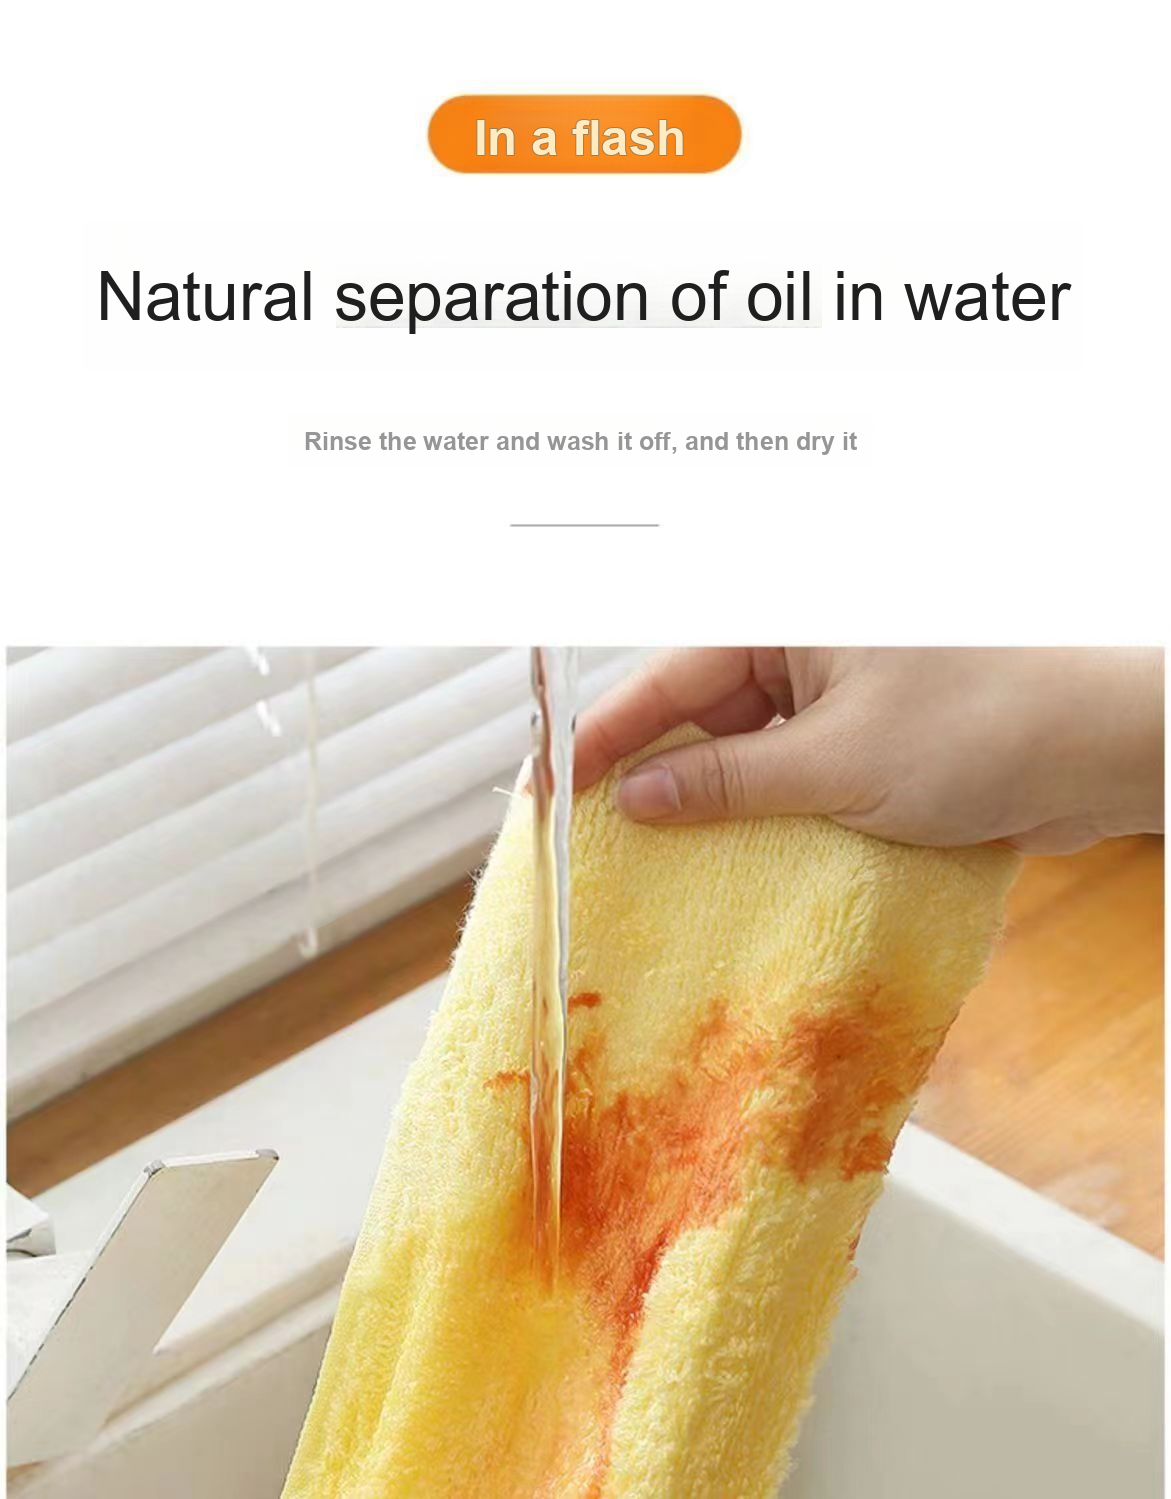 In a flash
Natural separation of oil in water
Rinse the water and wash it off, and then dry it